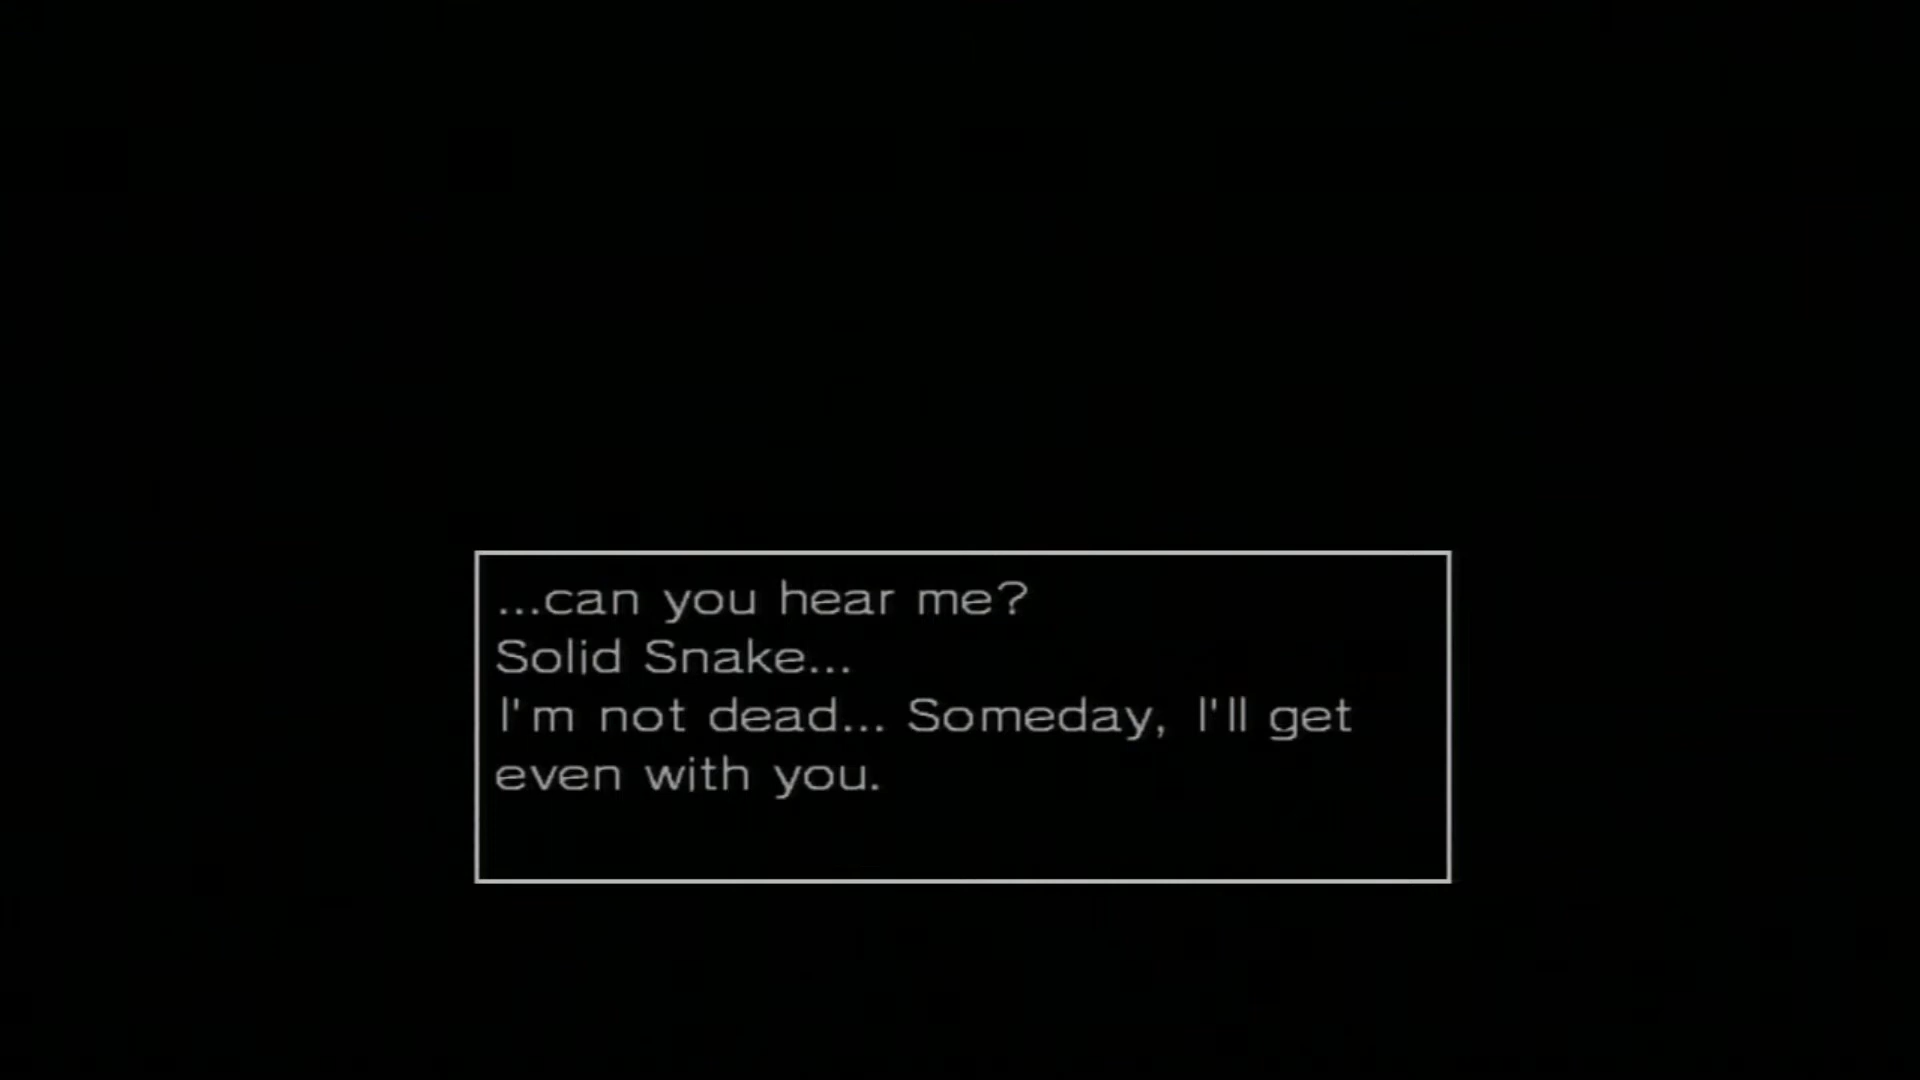 ...can you hear me?
Solid Snake...
I'm not dead... Someday, I'll get
even with you.